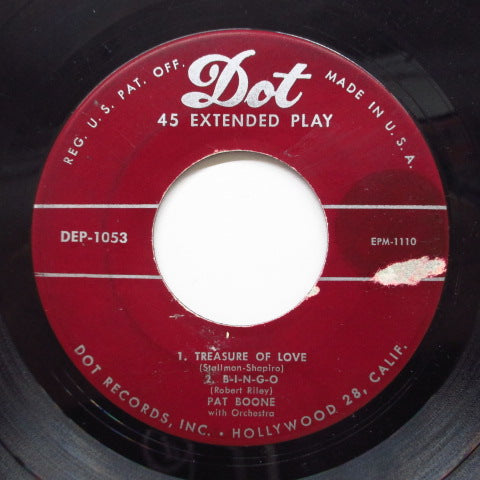 REG. U. S. PAT. OFF.
Dot
MADE IN U.S.A.
45 EXTENDED PLAY
DEP-1053
EPM-1110
1. TREASURE OF LOVE
(Stallman-Shapiro)
2. B-I-N-G-O
(Robert Riley)
PAT BOONE
with Orchestra
DOT RECORDS, INC. • HOLLYWOOD 28, CALIF.